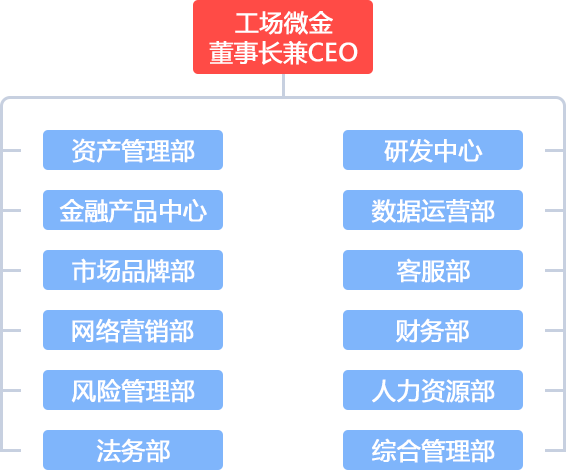 工场微金
董事长兼CEO
资产管理部
研发中心
金融产品中心
数据运营部
市场品牌部
客服部
网络营销部
财务部
风险管理部
人力资源部
法务部
综合管理部